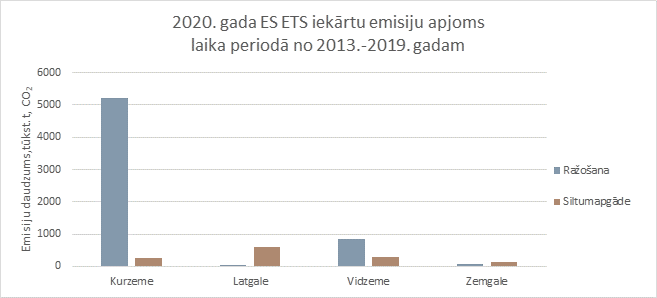 2020. gada ES ETS iekārtu emisiju apjoms
laika periodā no 2013.-2019. gadam
Emisiju daudzums,tūkst.t, CO₂
6000
5000
4000
3000
2000
1000
0
Kurzeme
Latgale
Vidzeme
Zemgale
Ražošana
Siltumapgāde